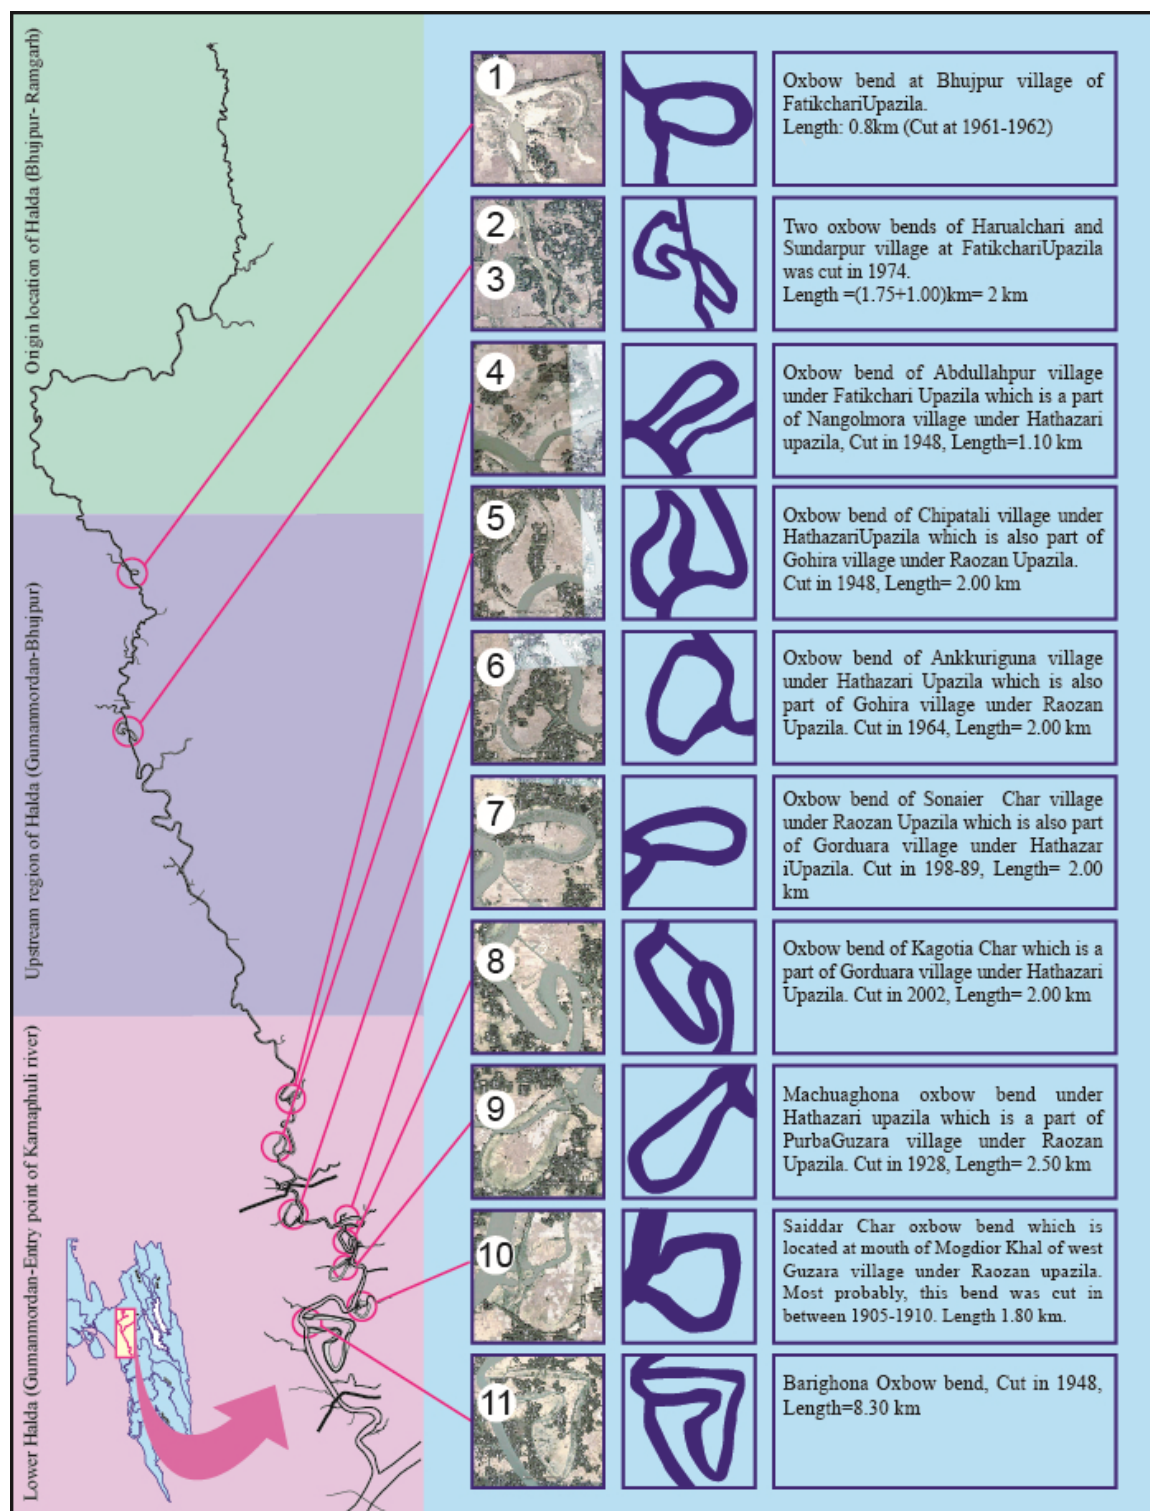 Origin location of Halda (Bhujpur- Ramgarh)
Upstream region of Halda (Gumanmordan-Bhujpur)
Lower Halda (Gumanmordan-Entry point of Karnaphuli river)
1
Oxbow bend at Bhujpur village of
FatikchariUpazila.
Length: 0.8km (Cut at 1961-1962)
2
3
Two oxbow bends of Harualchari and
Sundarpur village at FatikchariUpazila
was cut in 1974.
Length =(1.75+1.00)km= 2 km
4
Oxbow bend of Abdullahpur village
under Fatikchari Upazila which is a part
of Nangolmora village under Hathazari
upazila, Cut in 1948, Length=1.10 km
5
Oxbow bend of Chipatali village under
HathazariUpazila which is also part of
Gohira village under Raozan Upazila.
Cut in 1948, Length= 2.00 km
6
Oxbow bend of Ankkuriguna village
under Hathazari Upazila which is also
part of Gohira village under Raozan
Upazila. Cut in 1964, Length= 2.00 km
7
Oxbow bend of Sonaier Char village
under Raozan Upazila which is also part
of Gorduara village under Hathazar
iUpazila. Cut in 198-89, Length= 2.00
km
8
Oxbow bend of Kagotia Char which is a
part of Gorduara village under Hathazari
Upazila. Cut in 2002, Length= 2.00 km
9
Machuaghona oxbow bend under
Hathazari upazila which is a part of
PurbaGuzara village under Raozan
Upazila. Cut in 1928, Length= 2.50 km
10
Saiddar Char oxbow bend which is
located at mouth of Mogdior Khal of west
Guzara village under Raozan upazila.
Most probably, this bend was cut in
between 1905-1910. Length 1.80 km.
11
Barighona Oxbow bend, Cut in 1948,
Length=8.30 km